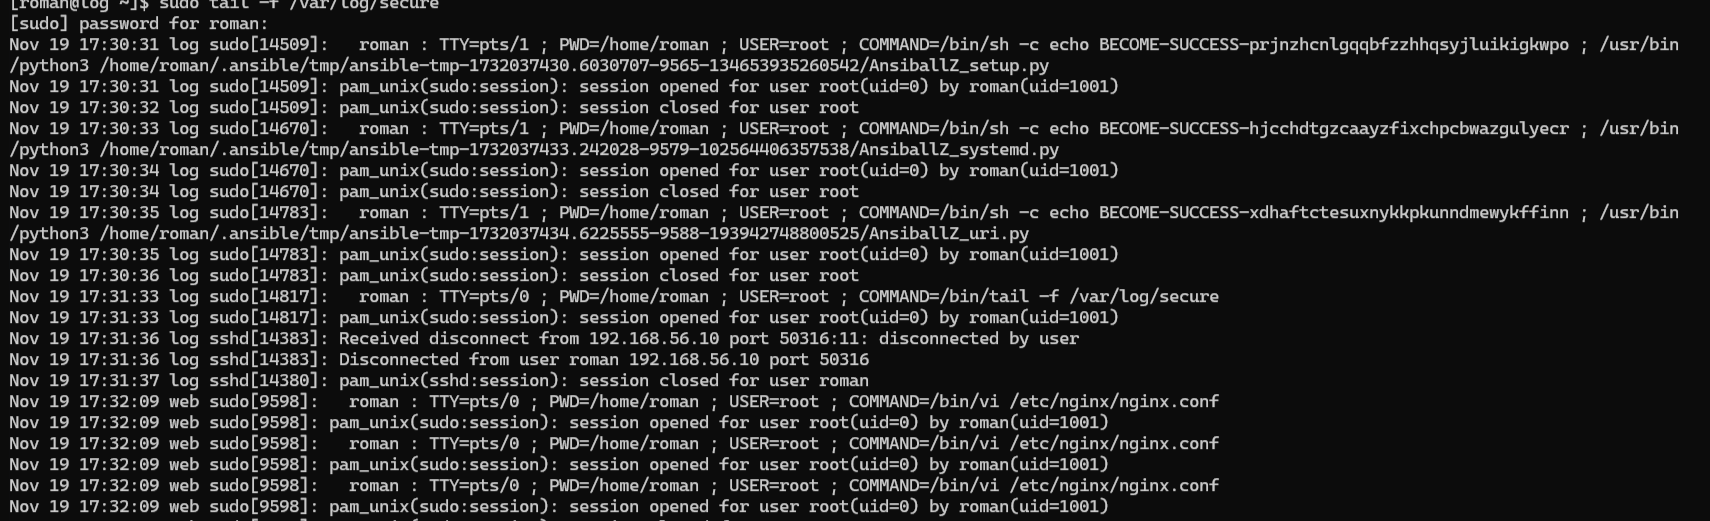 [roman@log ~]$ sudo tail -f /var/log/secure
[sudo] password for roman:
Nov 19 17:30:31 log sudo[14509]:   roman : TTY=pts/1 ; PWD=/home/roman ; USER=root ; COMMAND=/bin/sh -c echo BECOME-SUCCESS-prjnzhcnlgqqbfzzhhqsyjluikigkwpo ; /usr/bin
/python3 /home/roman/.ansible/tmp/ansible-tmp-1732037430.6030707-9565-134653935260542/AnsiballZ_setup.py
Nov 19 17:30:31 log sudo[14509]: pam_unix(sudo:session): session opened for user root(uid=0) by roman(uid=1001)
Nov 19 17:30:32 log sudo[14509]: pam_unix(sudo:session): session closed for user root
Nov 19 17:30:33 log sudo[14670]:   roman : TTY=pts/1 ; PWD=/home/roman ; USER=root ; COMMAND=/bin/sh -c echo BECOME-SUCCESS-hjcchdtgzcaayzfixchpcbwazgulyecr ; /usr/bin
/python3 /home/roman/.ansible/tmp/ansible-tmp-1732037433.242028-9579-102564406357538/AnsiballZ_systemd.py
Nov 19 17:30:34 log sudo[14670]: pam_unix(sudo:session): session opened for user root(uid=0) by roman(uid=1001)
Nov 19 17:30:34 log sudo[14670]: pam_unix(sudo:session): session closed for user root
Nov 19 17:30:35 log sudo[14783]:   roman : TTY=pts/1 ; PWD=/home/roman ; USER=root ; COMMAND=/bin/sh -c echo BECOME-SUCCESS-xdhaftctesuxnykkpkunndmewykffinn ; /usr/bin
/python3 /home/roman/.ansible/tmp/ansible-tmp-1732037434.6225555-9588-193942748800525/AnsiballZ_uri.py
Nov 19 17:30:35 log sudo[14783]: pam_unix(sudo:session): session opened for user root(uid=0) by roman(uid=1001)
Nov 19 17:30:36 log sudo[14783]: pam_unix(sudo:session): session closed for user root
Nov 19 17:31:33 log sudo[14817]:   roman : TTY=pts/0 ; PWD=/home/roman ; USER=root ; COMMAND=/bin/tail -f /var/log/secure
Nov 19 17:31:33 log sudo[14817]: pam_unix(sudo:session): session opened for user root(uid=0) by roman(uid=1001)
Nov 19 17:31:36 log sshd[14383]: Received disconnect from 192.168.56.10 port 50316:11: disconnected by user
Nov 19 17:31:36 log sshd[14383]: Disconnected from user roman 192.168.56.10 port 50316
Nov 19 17:31:37 log sshd[14380]: pam_unix(sshd:session): session closed for user roman
Nov 19 17:32:09 web sudo[9598]:   roman : TTY=pts/0 ; PWD=/home/roman ; USER=root ; COMMAND=/bin/vi /etc/nginx/nginx.conf
Nov 19 17:32:09 web sudo[9598]: pam_unix(sudo:session): session opened for user root(uid=0) by roman(uid=1001)
Nov 19 17:32:09 web sudo[9598]:   roman : TTY=pts/0 ; PWD=/home/roman ; USER=root ; COMMAND=/bin/vi /etc/nginx/nginx.conf
Nov 19 17:32:09 web sudo[9598]: pam_unix(sudo:session): session opened for user root(uid=0) by roman(uid=1001)
Nov 19 17:32:09 web sudo[9598]:   roman : TTY=pts/0 ; PWD=/home/roman ; USER=root ; COMMAND=/bin/vi /etc/nginx/nginx.conf
Nov 19 17:32:09 web sudo[9598]: pam_unix(sudo:session): session opened for user root(uid=0) by roman(uid=1001)